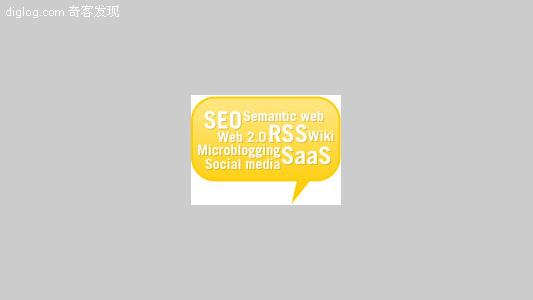 diglog.com 奇客发现
SEO Semantic web
Web 2.0 RSS Wiki
Microblogging SaaS
Social media